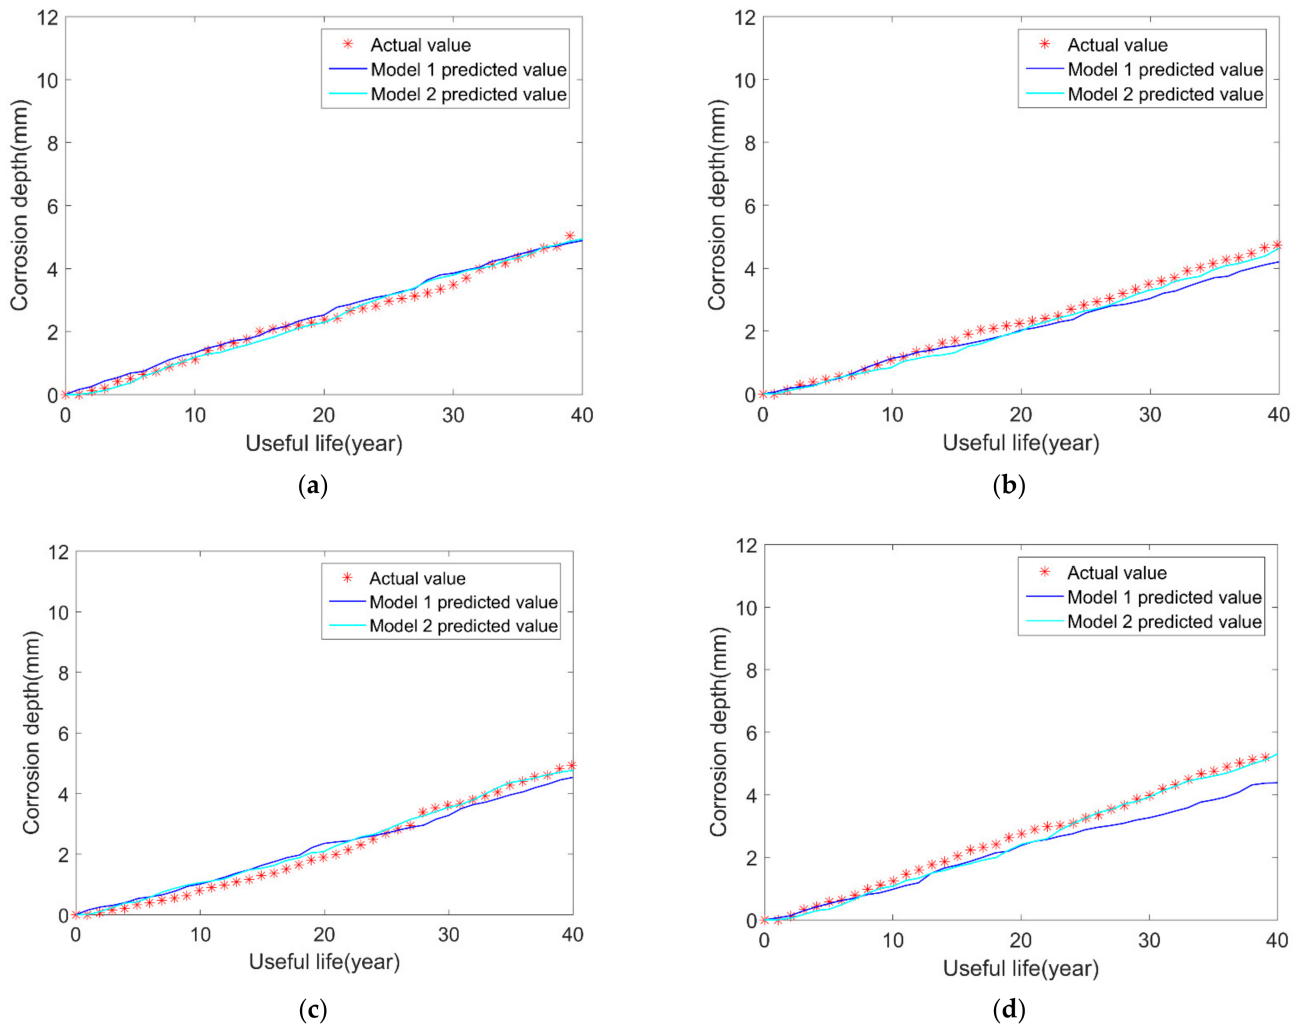 12
10
8
6
4
2
0
Corrosion depth(mm)
Actual value
Model 1 predicted value
Model 2 predicted value
0 10 20 30 40
Useful life(year)
(a)
12
10
8
6
4
2
0
Corrosion depth(mm)
Actual value
Model 1 predicted value
Model 2 predicted value
0 10 20 30 40
Useful life(year)
(b)
12
10
8
6
4
2
0
Corrosion depth(mm)
Actual value
Model 1 predicted value
Model 2 predicted value
0 10 20 30 40
Useful life(year)
(c)
12
10
8
6
4
2
0
Corrosion depth(mm)
Actual value
Model 1 predicted value
Model 2 predicted value
0 10 20 30 40
Useful life(year)
(d)